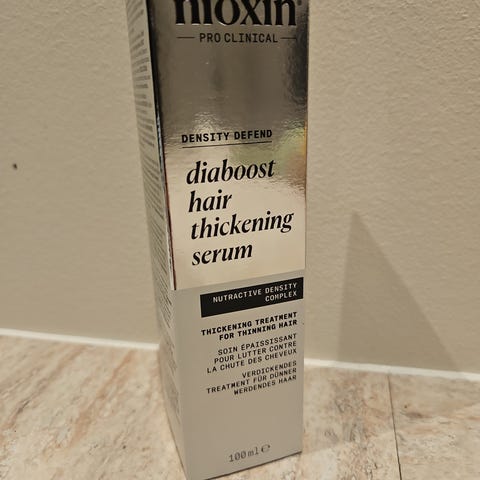 nioxin
PRO CLINICAL
DENSITY DEFEND
diaboost
hair
thickening
serum
NUTRACTIVE DENSITY
COMPLEX
THICKENING TREATMENT
FOR THINNING HAIR
SOIN ÉPAISSISSANT
POUR LUTTER CONTRE
LA CHUTE DES CHEVEUX
VERDICKENDES
TREATMENT FÜR DÜNNER
WERDENDES HAAR
100 ml ℮